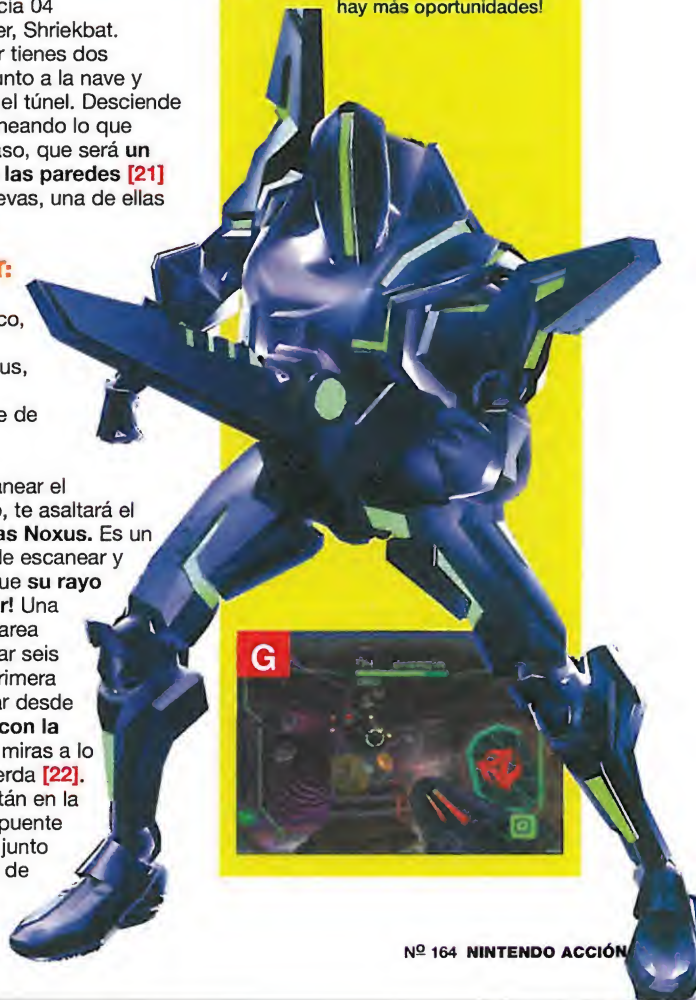 cia 04
er, Shriekbat.
r tienes dos
unto a la nave y
el túnel. Desciende
neando lo que
aso, que será un
las paredes [21]
evas, una de ellas
r:
co,
us,
e de
anear el
o, te asaltará el
as Noxus. Es un
de escanear y
que su rayo
r! Una
area
ar seis
rimera
ar desde
con la
miras a lo
erda [22].
tán en la
puente
junto
de
hay más oportunidades!
G
Nº 164 NINTENDO ACCIÓN